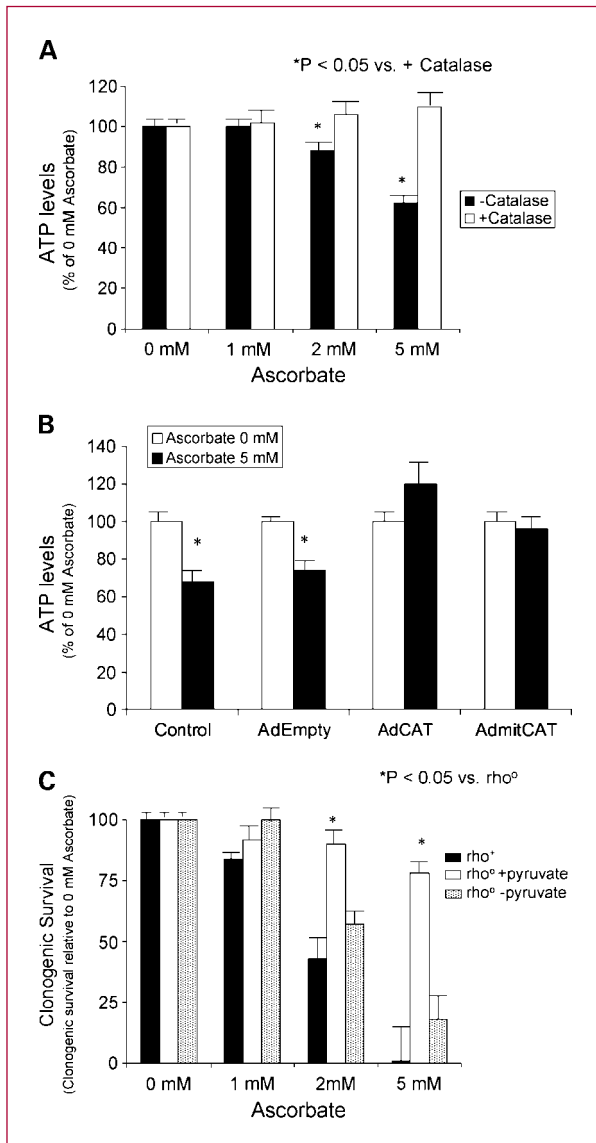 A
*P < 0.05 vs. + Catalase
120
100
80
60
40
20
0
ATP levels
(% of 0 mM Ascorbate)
*
*
-Catalase
+Catalase
0 mM 1 mM 2 mM 5 mM
Ascorbate
B
Ascorbate 0 mM
Ascorbate 5 mM
140
120
100
80
60
40
20
0
ATP levels
(% of 0 mM Ascorbate)
*
*
Control AdEmpty AdCAT AdmitCAT
C
*P < 0.05 vs. rho⁰
100
75
50
25
0
Clonogenic Survival
(Clonogenic survival relative to 0 mM Ascorbate)
*
*
rho⁺
rho⁰ +pyruvate
rho⁰ -pyruvate
0 mM 1 mM 2mM 5 mM
Ascorbate